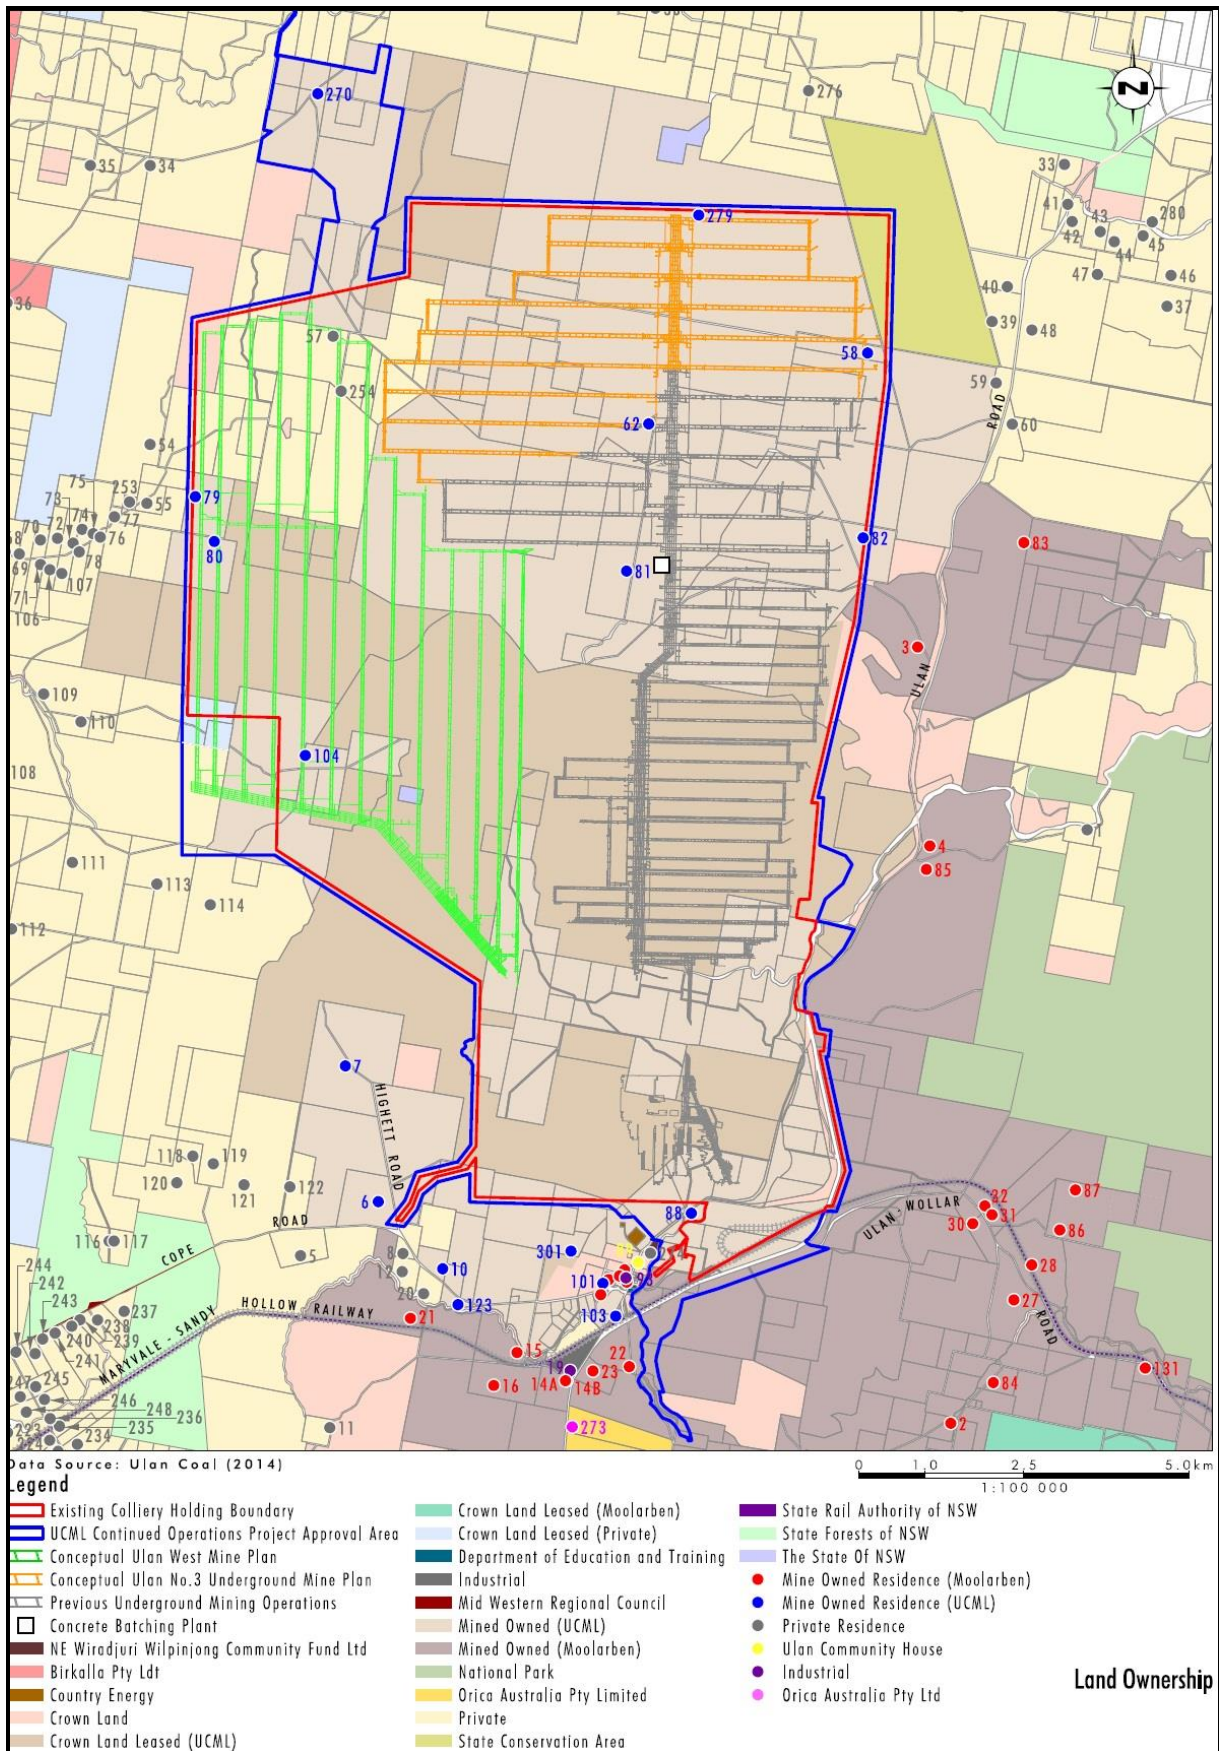 N
270
276
35
34
33
41
43
280
42
44
45
279
47
46
40
37
36
39
48
57
58
254
59
ROAD
60
62
54
75
253
73
74
55
79
70
72
77
76
82
83
80
78
81
69
107
71
106
3
ULAN
109
110
104
108
1
4
111
85
113
114
112
7
HIGHETT ROAD
118
119
120
121
122
6
87
ULAN-WOLLAR
32
31
30
86
88
116
117
COPE
ROAD
5
8
301
28
12
10
101
93
244
242
243
20
27
ROAD
237
238
239
240
241
MARYVALE - SANDY
HOLLOW RAILWAY
123
103
21
15
22
131
19
23
16
14A
14B
84
247
245
246
248
236
235
223
224
234
11
273
2
Data Source: Ulan Coal (2014)
0 1.0 2.5 5.0km
1:100 000
Legend
Existing Colliery Holding Boundary
UCML Continued Operations Project Approval Area
Conceptual Ulan West Mine Plan
Conceptual Ulan No.3 Underground Mine Plan
Previous Underground Mining Operations
Concrete Batching Plant
NE Wiradjuri Wilpinjong Community Fund Ltd
Birkalla Pty Ldt
Country Energy
Crown Land
Crown Land Leased (UCML)
Crown Land Leased (Moolarben)
Crown Land Leased (Private)
Department of Education and Training
Industrial
Mid Western Regional Council
Mined Owned (UCML)
Mined Owned (Moolarben)
National Park
Orica Australia Pty Limited
Private
State Conservation Area
State Rail Authority of NSW
State Forests of NSW
The State Of NSW
Mine Owned Residence (Moolarben)
Mine Owned Residence (UCML)
Private Residence
Ulan Community House
Industrial
Orica Australia Pty Ltd
Land Ownership